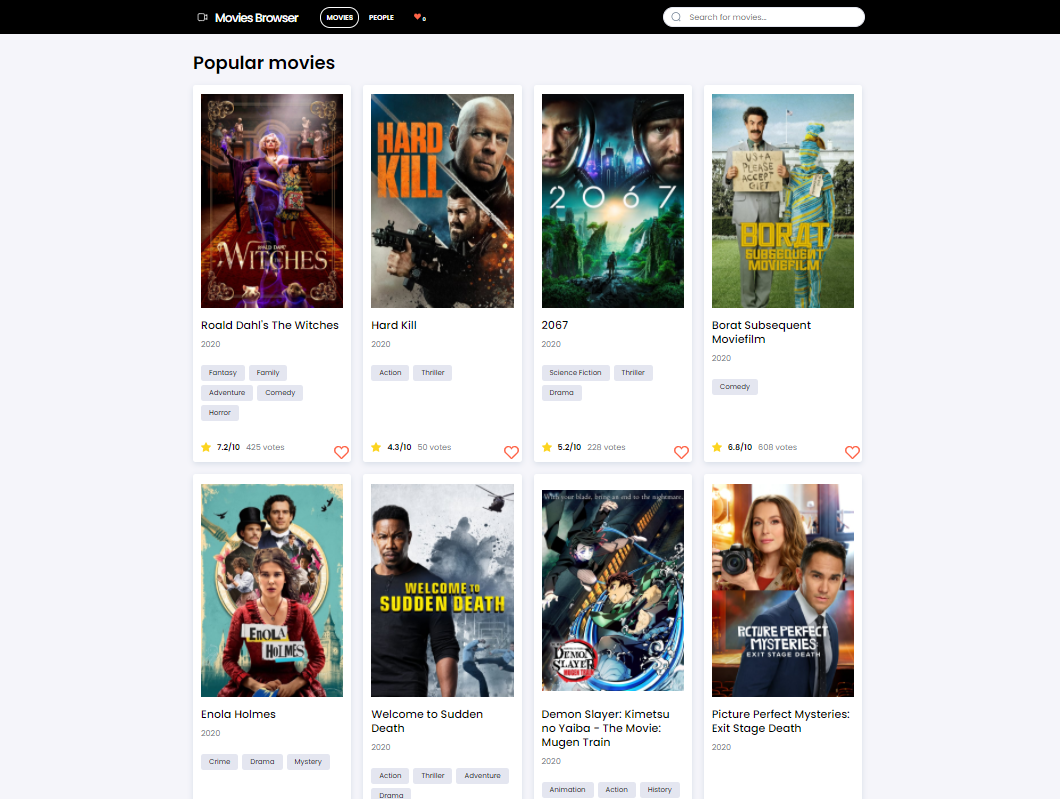 Movies Browser
MOVIES
PEOPLE
0
Search for movies...
Popular movies
ROALD DAHL'S
WITCHES
HARD
KILL
2067
US+A
PLEASE
ACCEPT
GIFT
BORAT
SUBSEQUENT
MOVIEFILM
Roald Dahl's The Witches
2020
Fantasy
Family
Adventure
Comedy
Horror
7.2/10 425 votes
Hard Kill
2020
Action
Thriller
4.3/10 50 votes
2067
2020
Science Fiction
Thriller
Drama
5.2/10 228 votes
Borat Subsequent
Moviefilm
2020
Comedy
6.8/10 608 votes
ENOLA
HOLMES
WELCOME TO
SUDDEN DEATH
With your blade, bring an end to the nightmare.
DEMON
SLAYER
MUGEN TRAIN
PICTURE PERFECT
MYSTERIES
EXIT STAGE DEATH
Enola Holmes
2020
Crime
Drama
Mystery
Welcome to Sudden
Death
2020
Action
Thriller
Adventure
Drama
Demon Slayer: Kimetsu
no Yaiba - The Movie:
Mugen Train
2020
Animation
Action
History
Picture Perfect Mysteries:
Exit Stage Death
2020